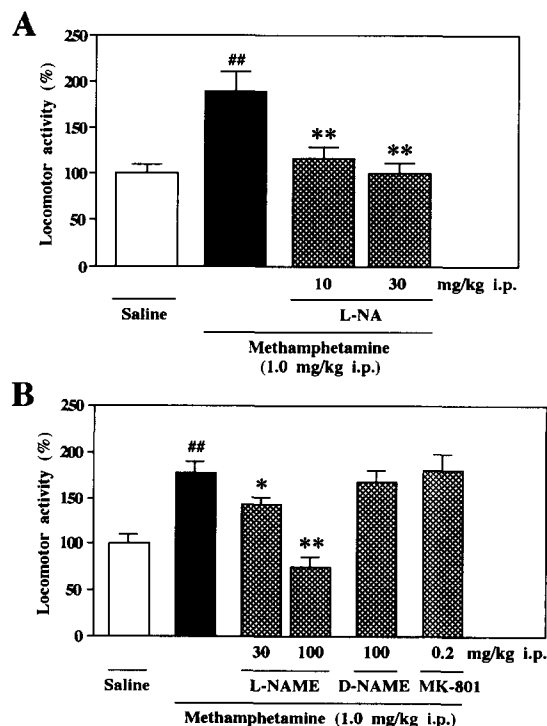 A
Locomotor activity (%)
250
200
150
100
50
0
##
**
**
10 30 mg/kg i.p.
Saline L-NA
Methamphetamine
(1.0 mg/kg i.p.)
B
Locomotor activity (%)
250
200
150
100
50
0
##
*
**
30 100 100 0.2 mg/kg i.p.
Saline L-NAME D-NAME MK-801
Methamphetamine (1.0 mg/kg i.p.)